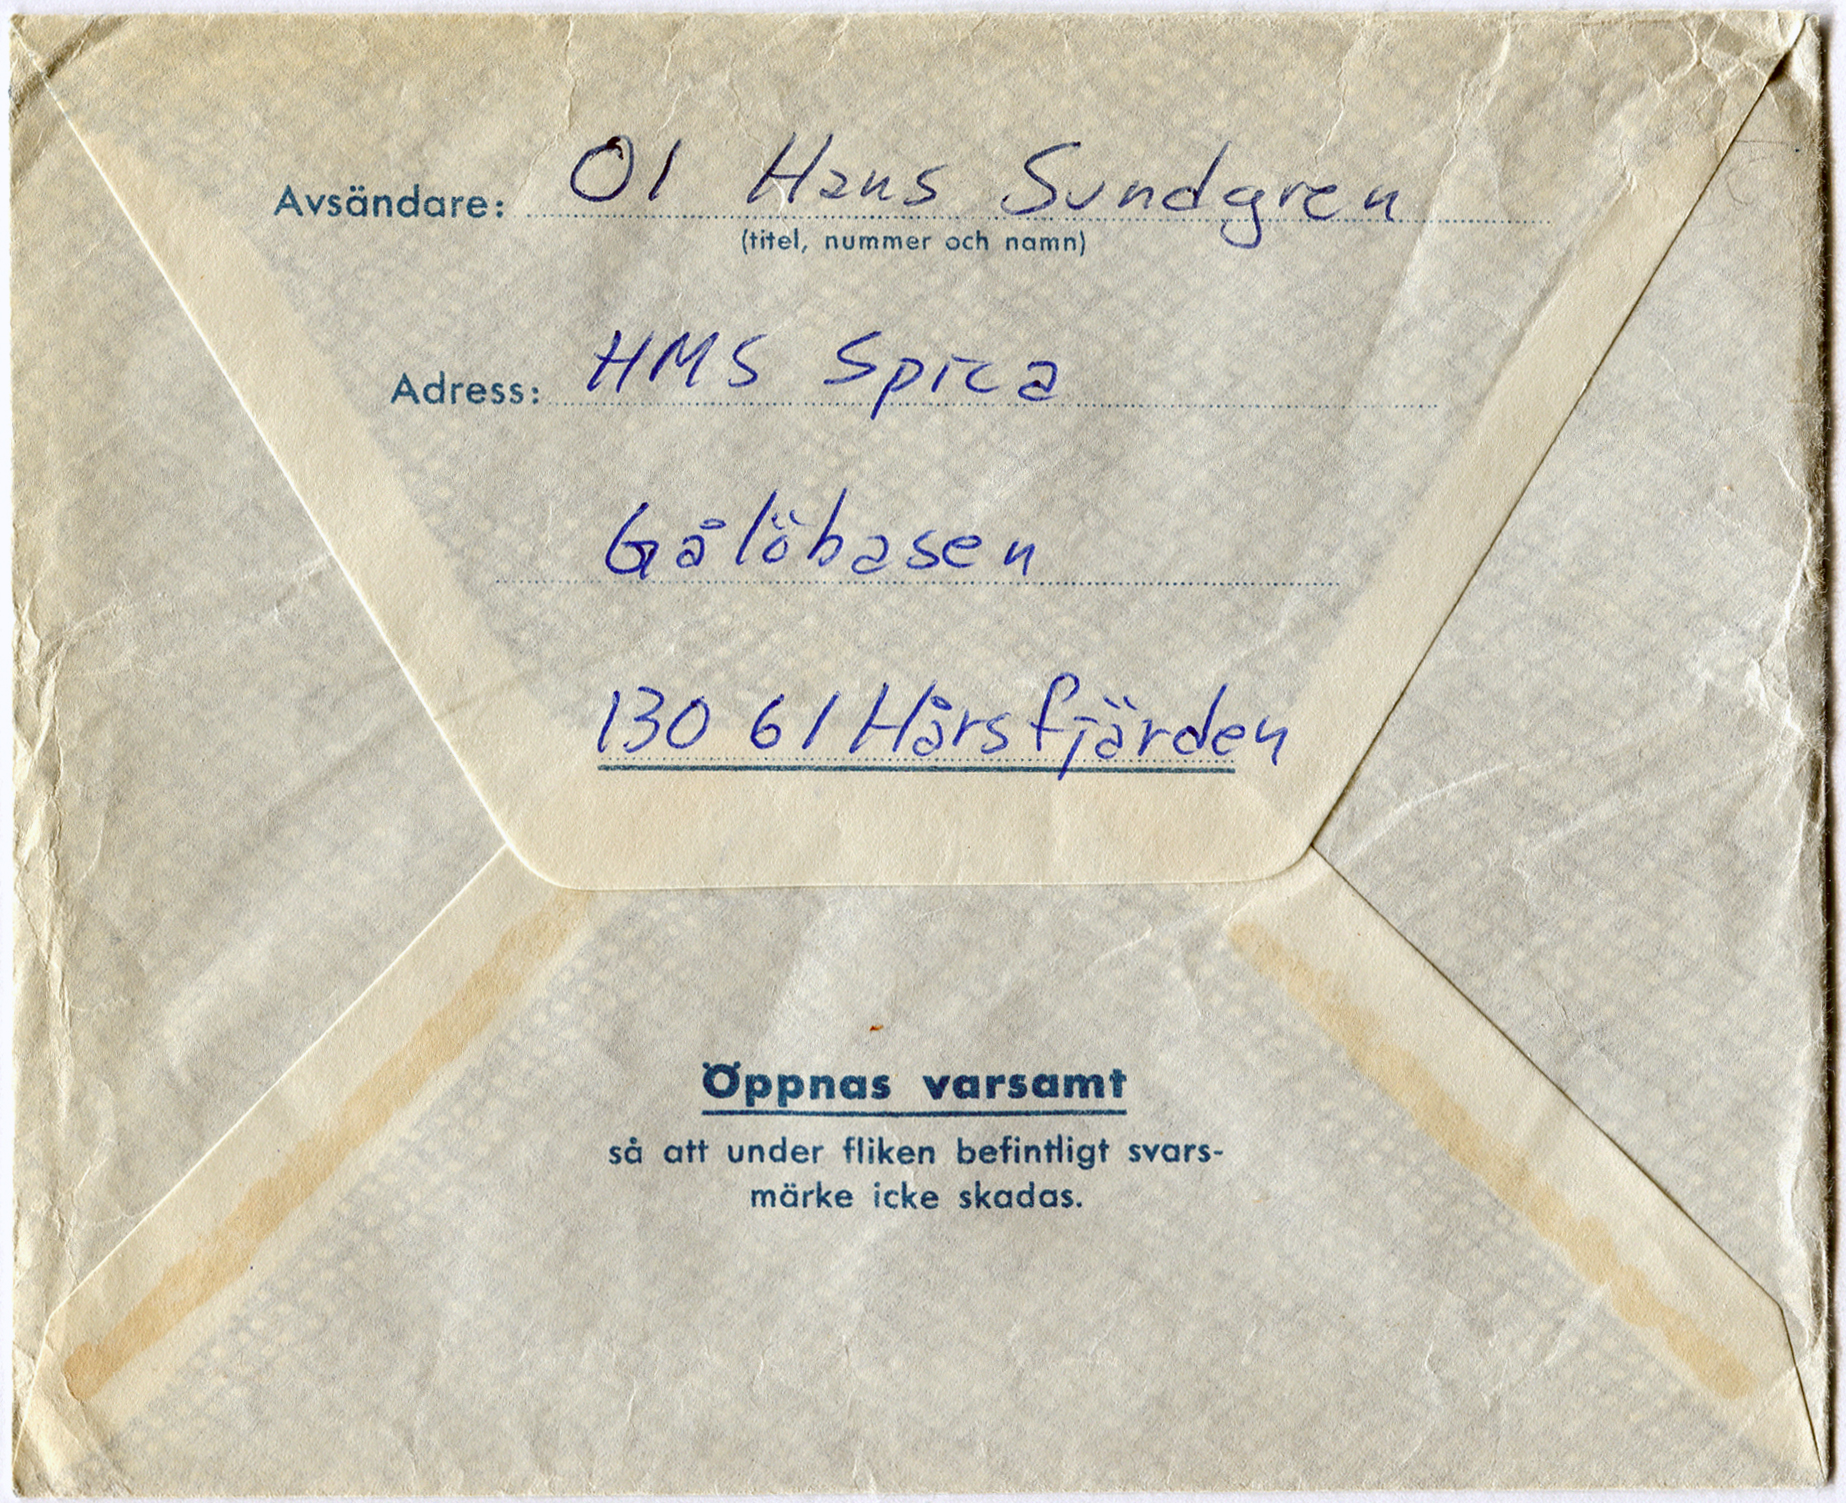 Avsändare: Öl Hans Sundgren
(titel, nummer och namn)
Adress: HMS Spica
Gålöbasen
130 61 Hårsfjärden
Öppnas varsamt
så att under fliken befintligt svars-
märke icke skadas.